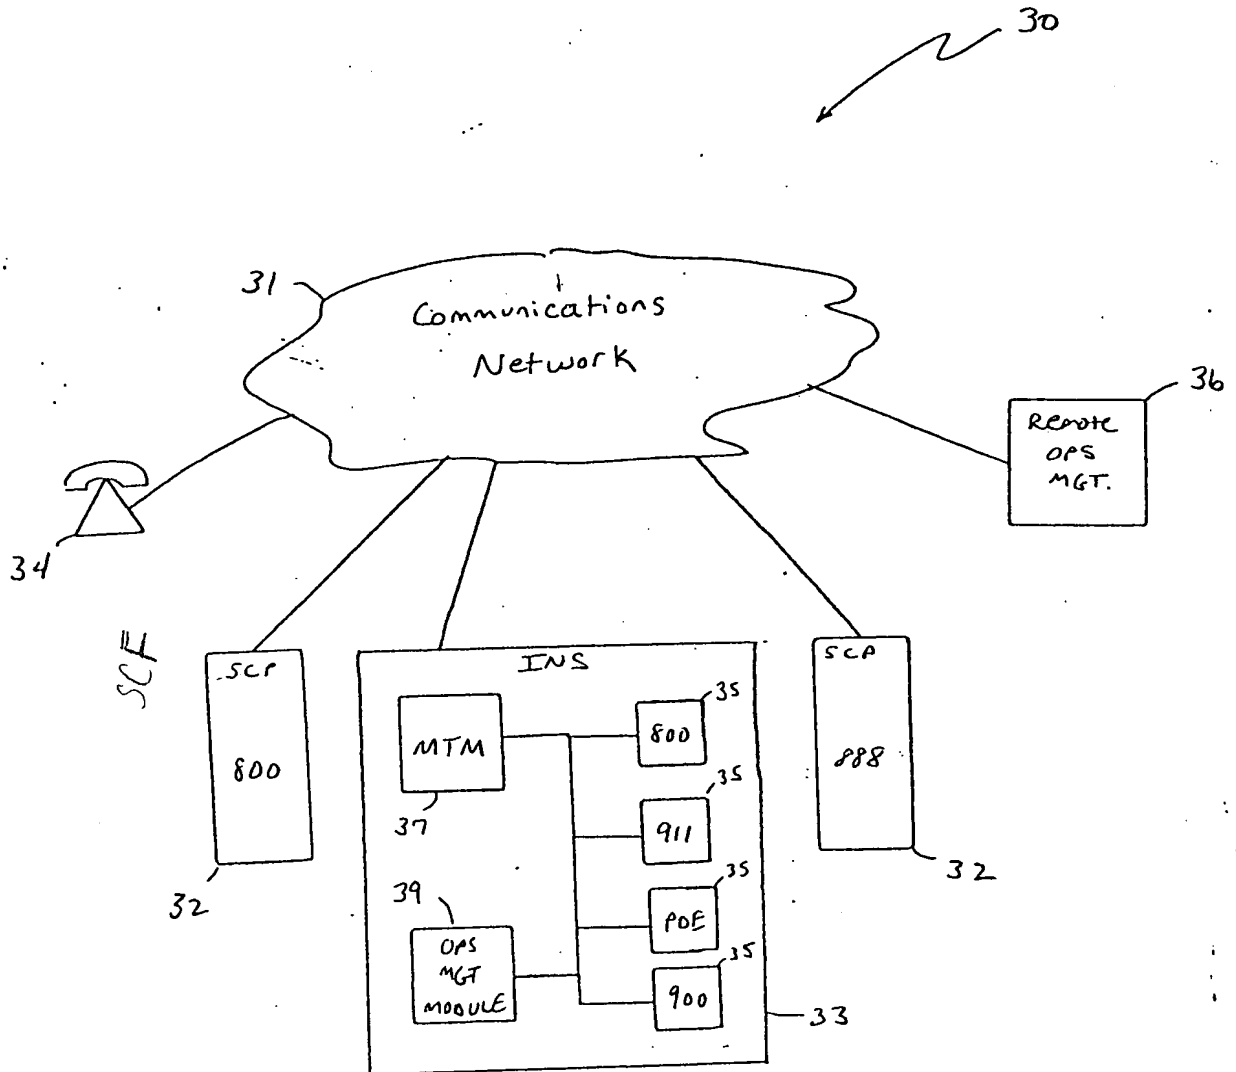 30
31
Communications
Network
36
Remote
OPS
MGT.
34
SCF
SCP
800
32
INS
MTM
37
35
800
35
911
35
PDE
35
900
39
OPS
MGT
MODULE
33
SCP
888
32